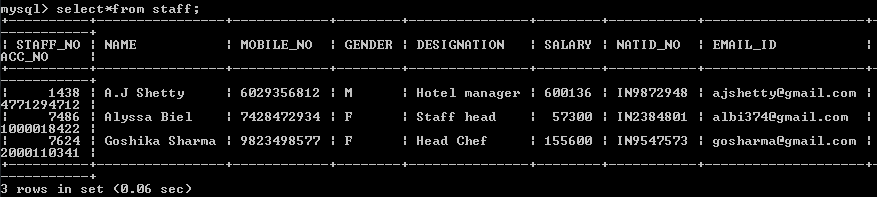 mysql> select*from staff;
+----------+----------------+------------+--------+---------------+--------+-----------+--------------------+
------------+
¦ STAFF_NO ¦ NAME           ¦ MOBILE_NO  ¦ GENDER ¦ DESIGNATION   ¦ SALARY ¦ NATID_NO  ¦ EMAIL_ID           ¦
ACC_NO     ¦
+----------+----------------+------------+--------+---------------+--------+-----------+--------------------+
------------+
¦     1438 ¦ A.J Shetty     ¦ 6029356812 ¦ M      ¦ Hotel manager ¦ 600136 ¦ IN9872948 ¦ ajshetty@gmail.com ¦
4771294712 ¦
¦     7486 ¦ Alyssa Biel    ¦ 7428472934 ¦ F      ¦ Staff head    ¦  57300 ¦ IN2384801 ¦ albi374@gmail.com  ¦
1000018422 ¦
¦     7624 ¦ Goshika Sharma ¦ 9823498577 ¦ F      ¦ Head Chef     ¦ 155600 ¦ IN9547573 ¦ gosharma@gmail.com ¦
2000110341 ¦
+----------+----------------+------------+--------+---------------+--------+-----------+--------------------+
------------+
3 rows in set (0.06 sec)